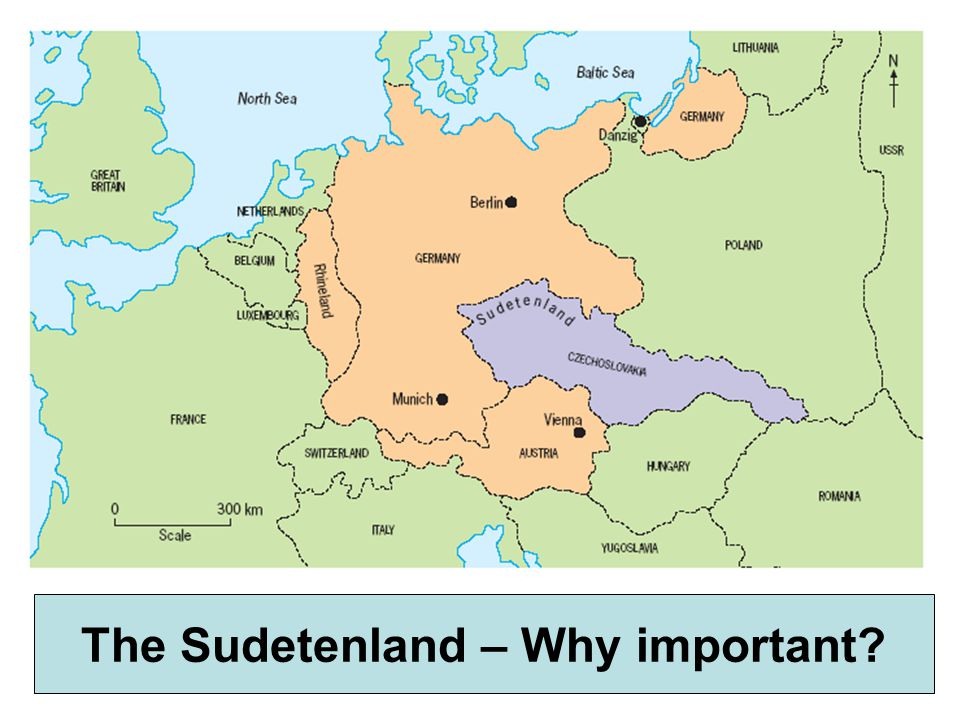 LITHUANIA
N
Baltic Sea
North Sea
GERMANY
Danzig
USSR
GREAT
BRITAIN
Berlin
NETHERLANDS
POLAND
BELGIUM
GERMANY
Rhineland
Sudetenland
LUXEMBOURG
CZECHOSLOVAKIA
Munich
FRANCE
Vienna
SWITZERLAND
AUSTRIA
HUNGARY
ROMANIA
0 300 km
Scale
ITALY
YUGOSLAVIA
The Sudetenland – Why important?